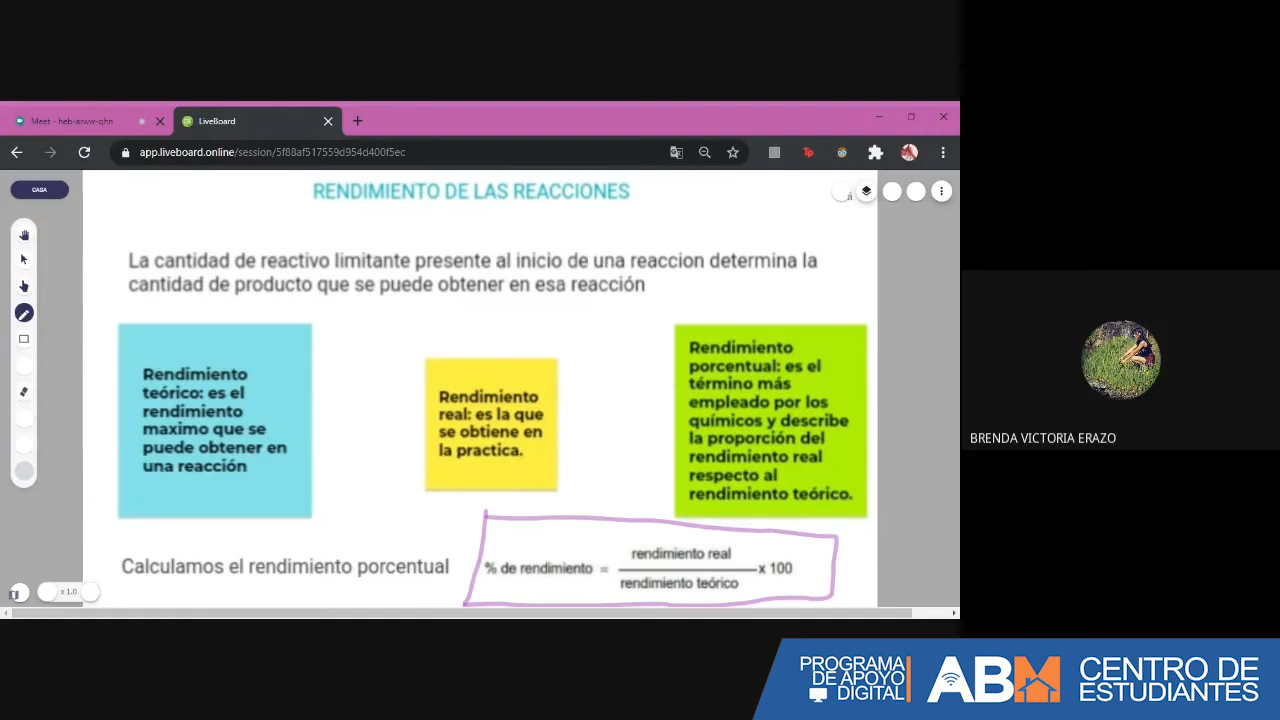 Meet - heb-anww-qhn
LiveBoard
app.liveboard.online/session/5f88af517559d954d400f5ec
CASA
RENDIMIENTO DE LAS REACCIONES
á
La cantidad de reactivo limitante presente al inicio de una reaccion determina la
cantidad de producto que se puede obtener en esa reacción
Rendimiento
teórico: es el
rendimiento
maximo que se
puede obtener en
una reacción
Rendimiento
real: es la que
se obtiene en
la practica.
Rendimiento
porcentual: es el
término más
empleado por los
químicos y describe
la proporción del
rendimiento real
respecto al
rendimiento teórico.
Calculamos el rendimiento porcentual
% de rendimiento = rendimiento real
rendimiento teórico x 100
x 1.0
BRENDA VICTORIA ERAZO
PROGRAMA
DE APOYO
DIGITAL
ABM
CENTRO DE
ESTUDIANTES